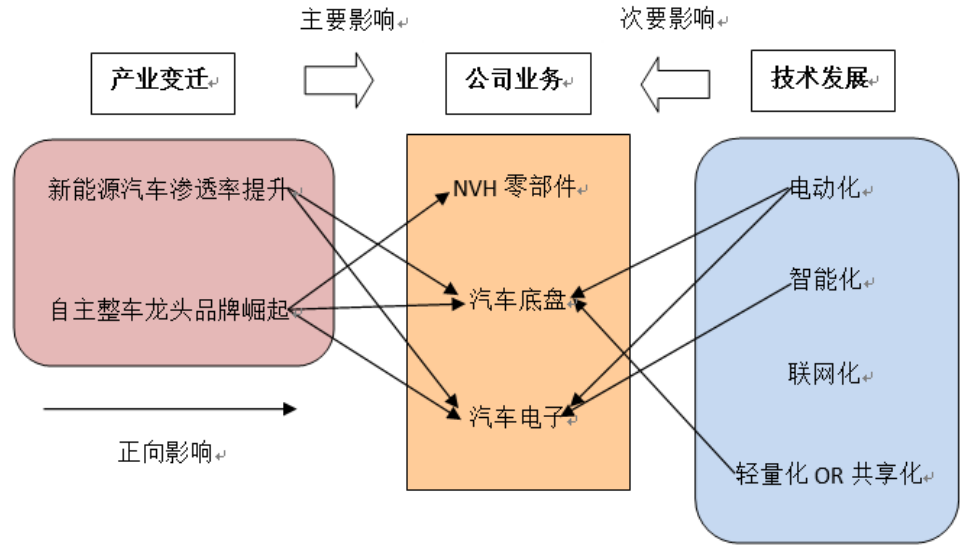 主要影响
次要影响
产业变迁
公司业务
技术发展
新能源汽车渗透率提升
NVH 零部件
电动化
智能化
自主整车龙头品牌崛起
汽车底盘
联网化
汽车电子
正向影响
轻量化 OR 共享化